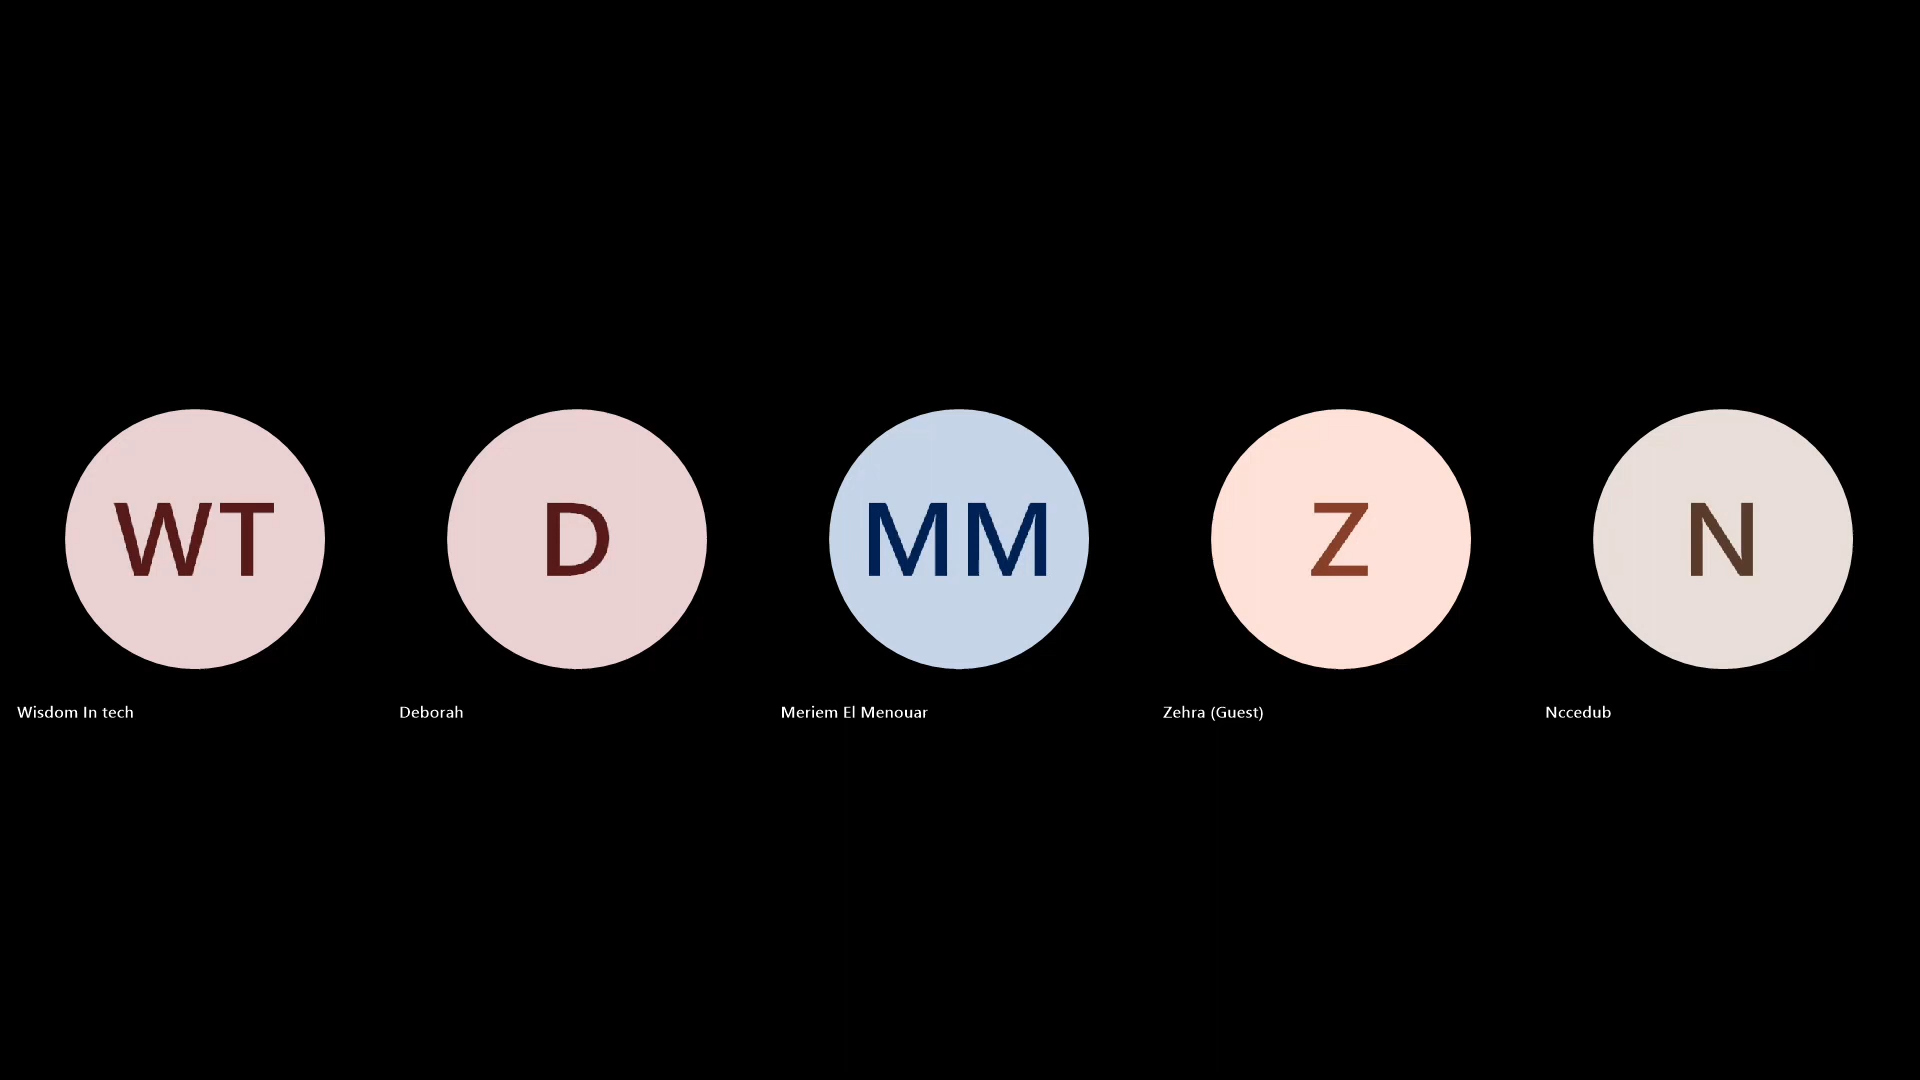 WT
D
MM
Z
N
Wisdom In tech
Deborah
Meriem El Menouar
Zehra (Guest)
Nccedub